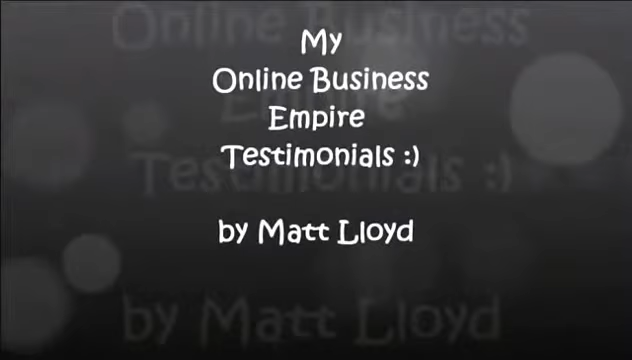 My
Online Business
Empire
Testimonials :)
by Matt Lloyd